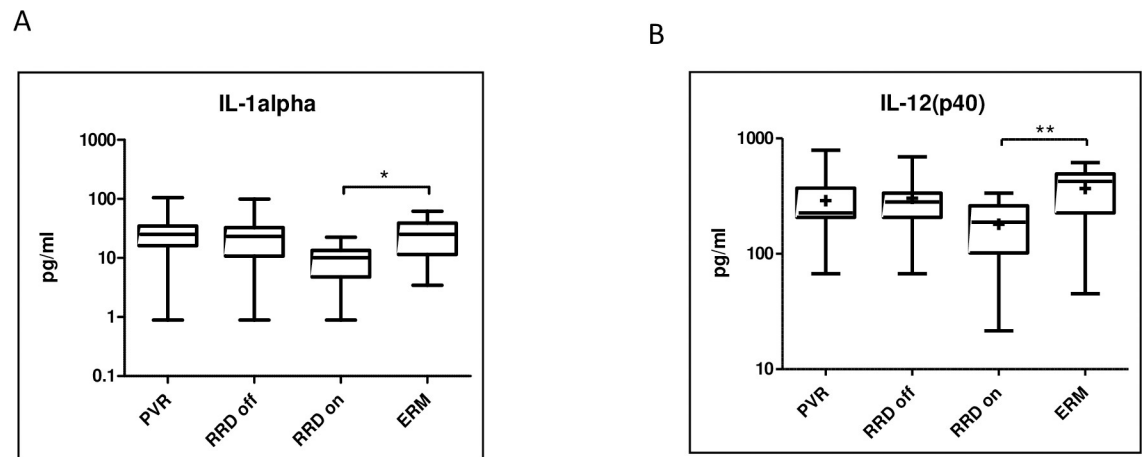 A
IL-1alpha
1000
100
10
1
0.1
pg/ml
*
PVR
RRD off
RRD on
ERM
B
IL-12(p40)
1000
100
10
pg/ml
**
PVR
RRD off
RRD on
ERM